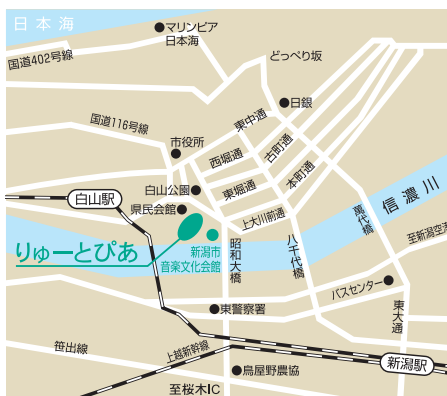 日本海
マリンピア
日本海
国道402号線
どっぺり坂
日銀
国道116号線
東中通
市役所
西堀通
古町通
白山公園
東堀通
本町通
白山駅
県民会館
上大川前通
信濃川
萬代橋
りゅーとぴあ
新潟市
音楽文化会館
昭和大橋
八千代橋
至新潟空港
バスセンター
東大通
東警察署
笹出線
上越新幹線
新潟駅
鳥屋野農協
至桜木IC